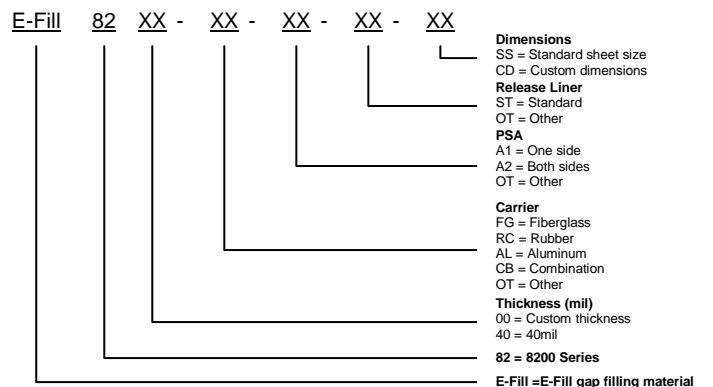 E-Fill 82 XX - XX - XX - XX - XX
Dimensions
SS = Standard sheet size
CD = Custom dimensions
Release Liner
ST = Standard
OT = Other
PSA
A1 = One side
A2 = Both sides
OT = Other
Carrier
FG = Fiberglass
RC = Rubber
AL = Aluminum
CB = Combination
OT = Other
Thickness (mil)
00 = Custom thickness
40 = 40mil
82 = 8200 Series
E-Fill =E-Fill gap filling material